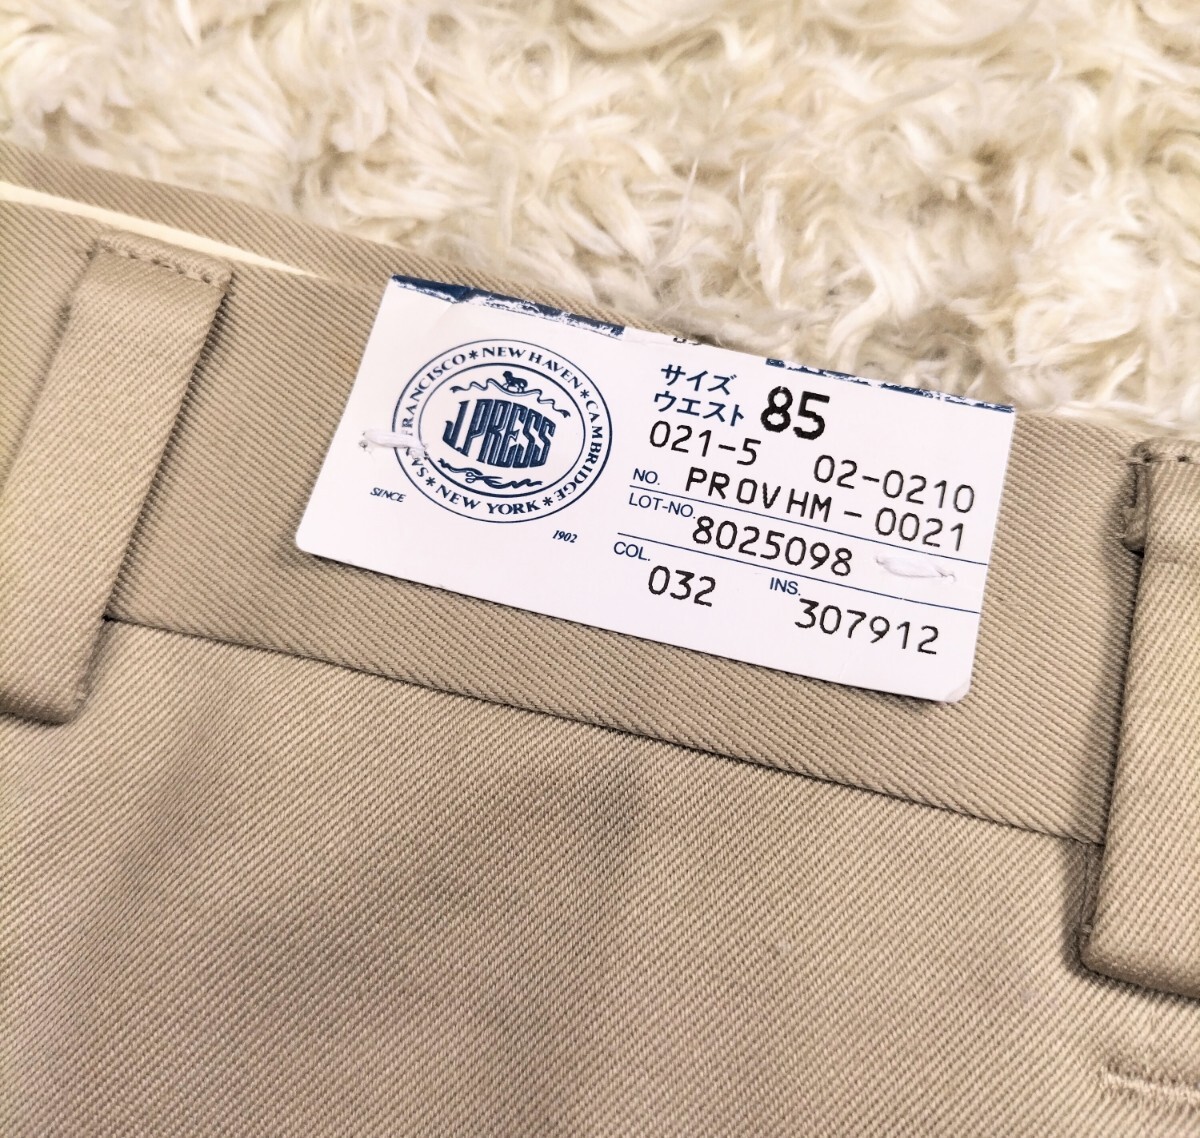 SAN FRANCISCO * NEW HAVEN * CAMBRIDGE * NEW YORK *
J.PRESS
SINCE 1902
サイズ
ウエスト 85
021-5 02-0210
NO. PROVHM-0021
LOT-NO. 8025098
COL. 032 INS. 307912